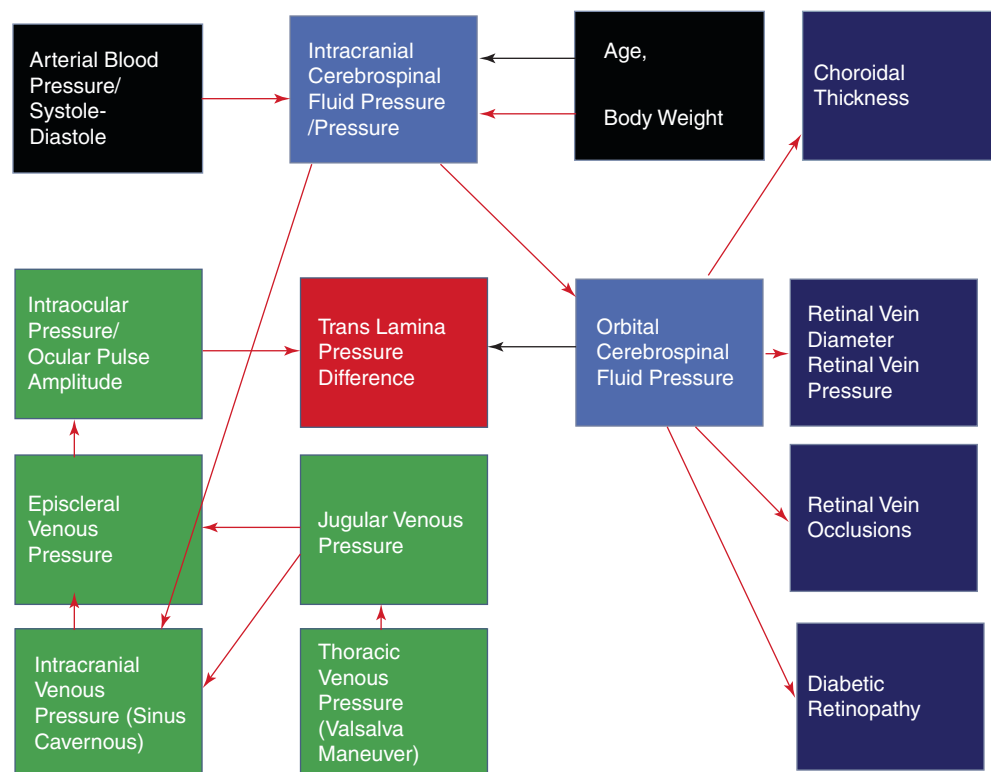 Arterial Blood
Pressure/
Systole-
Diastole
Intracranial
Cerebrospinal
Fluid Pressure
/Pressure
Age,
Body Weight
Choroidal
Thickness
Intraocular
Pressure/
Ocular Pulse
Amplitude
Trans Lamina
Pressure
Difference
Orbital
Cerebrospinal
Fluid Pressure
Retinal Vein
Diameter
Retinal Vein
Pressure
Episcleral
Venous
Pressure
Jugular Venous
Pressure
Retinal Vein
Occlusions
Intracranial
Venous
Pressure (Sinus
Cavernous)
Thoracic
Venous
Pressure
(Valsalva
Maneuver)
Diabetic
Retinopathy